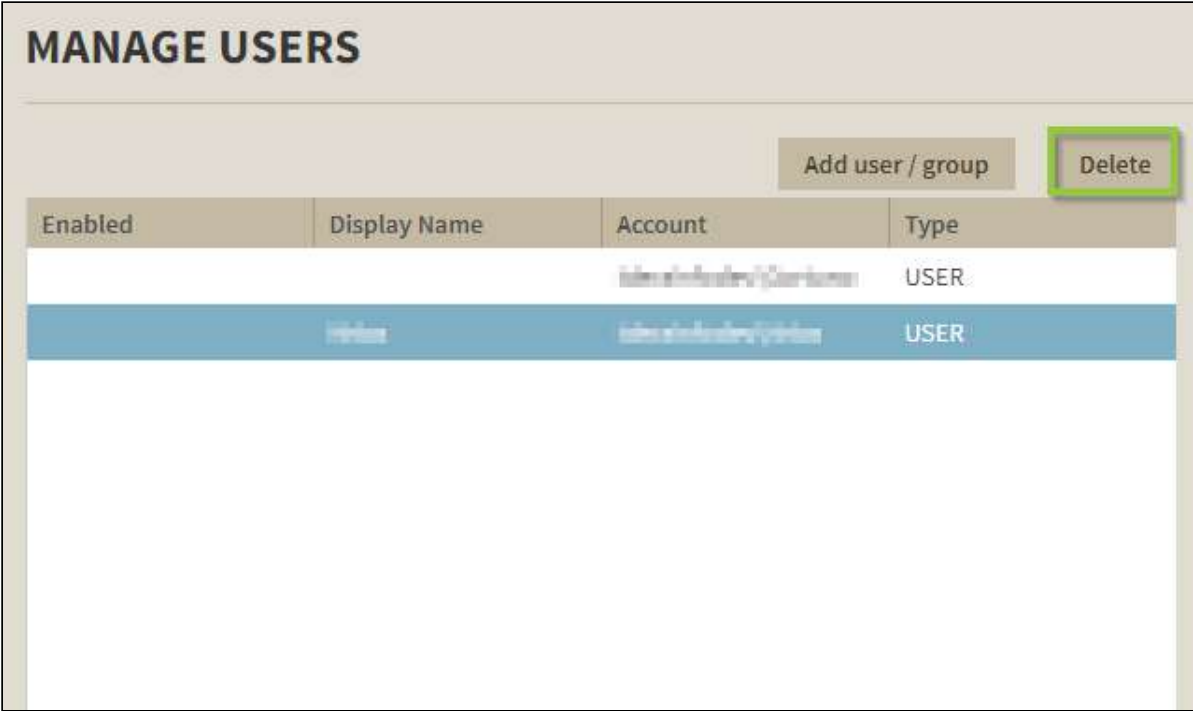 MANAGE USERS
Add user / group Delete
Enabled Display Name Account Type
USER
USER